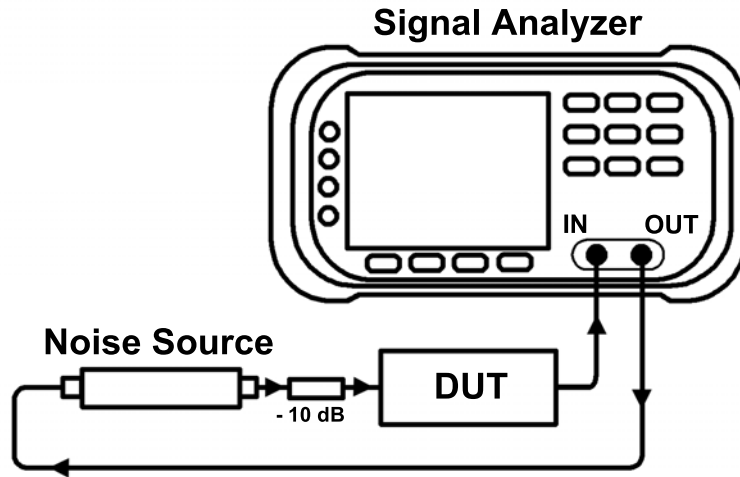 Signal Analyzer
IN OUT
Noise Source
DUT
- 10 dB